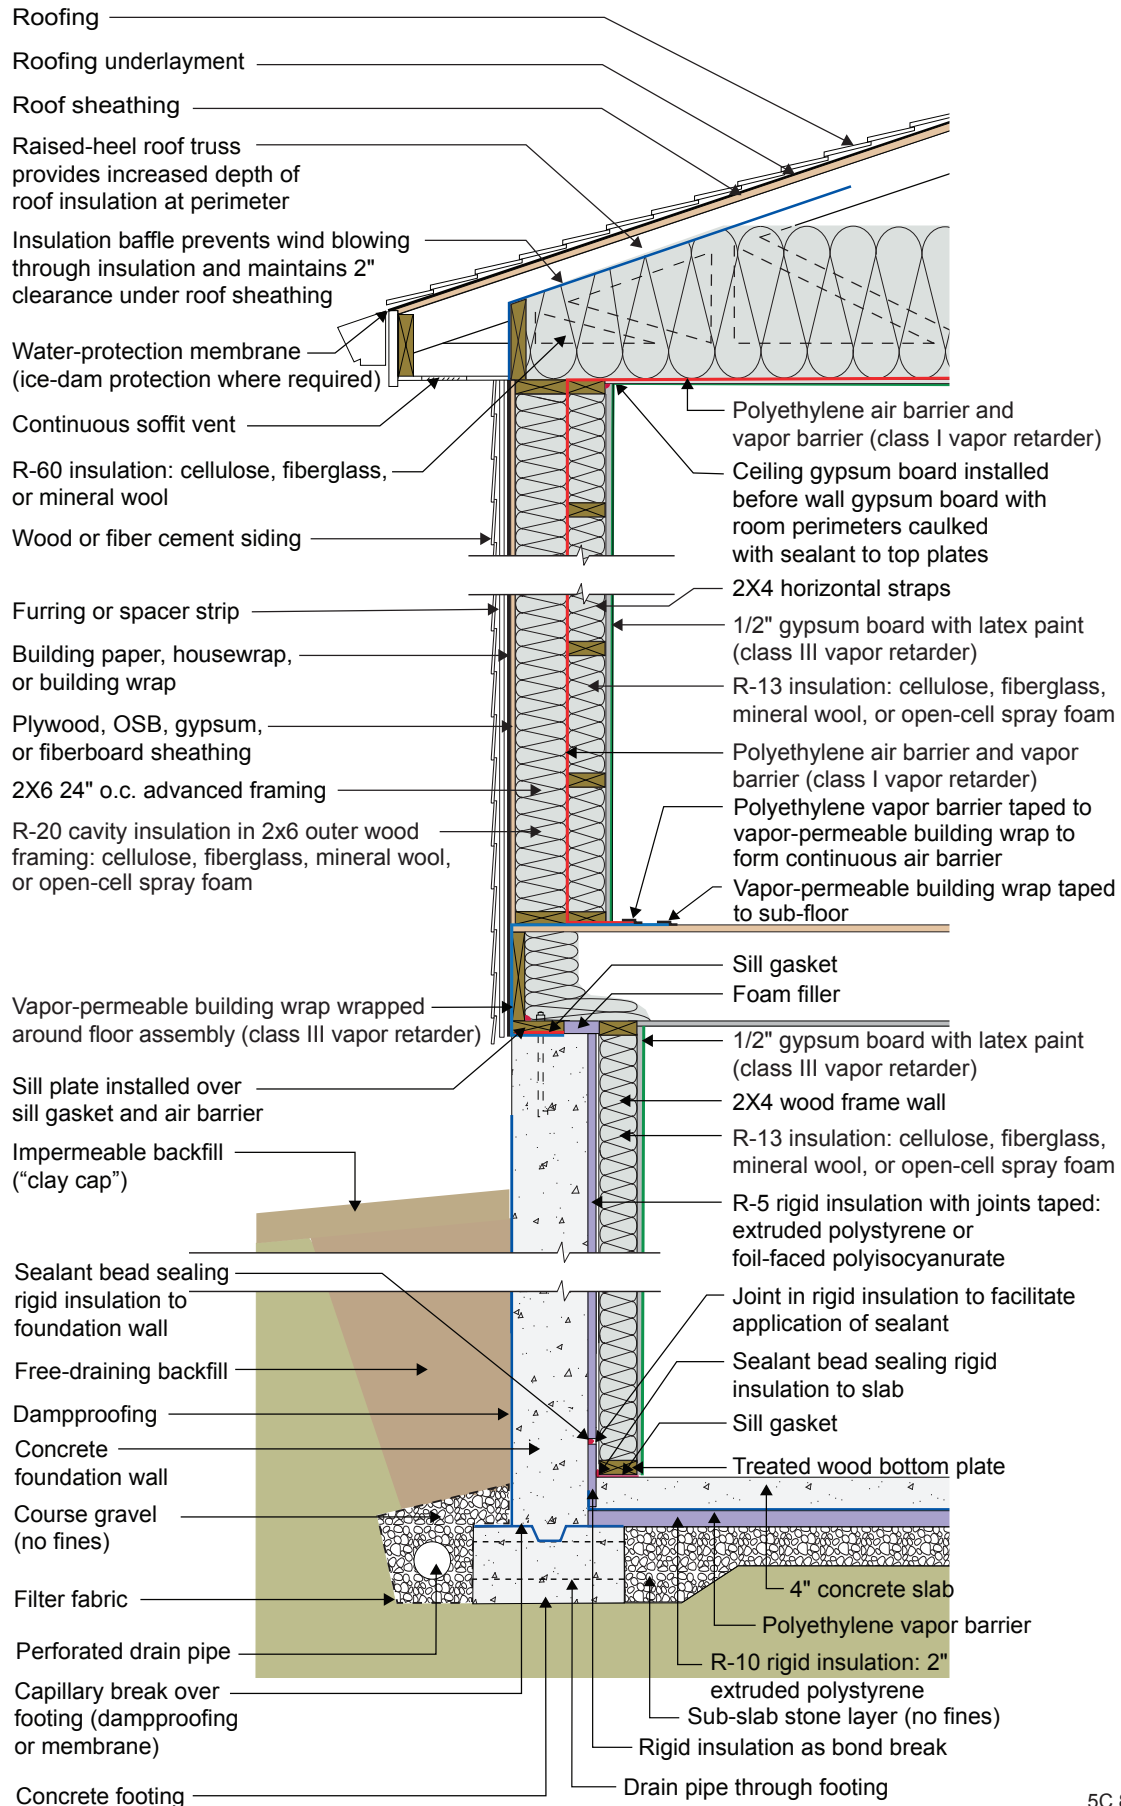 Roofing
Roofing underlayment
Roof sheathing
Raised-heel roof truss
provides increased depth of
roof insulation at perimeter
Insulation baffle prevents wind blowing
through insulation and maintains 2"
clearance under roof sheathing
Water-protection membrane
(ice-dam protection where required)
Continuous soffit vent
R-60 insulation: cellulose, fiberglass,
or mineral wool
Wood or fiber cement siding
Furring or spacer strip
Building paper, housewrap,
or building wrap
Plywood, OSB, gypsum,
or fiberboard sheathing
2X6 24" o.c. advanced framing
R-20 cavity insulation in 2x6 outer wood
framing: cellulose, fiberglass, mineral wool,
or open-cell spray foam
Vapor-permeable building wrap wrapped
around floor assembly (class III vapor retarder)
Sill plate installed over
sill gasket and air barrier
Impermeable backfill
(“clay cap”)
Sealant bead sealing
rigid insulation to
foundation wall
Free-draining backfill
Dampproofing
Concrete
foundation wall
Course gravel
(no fines)
Filter fabric
Perforated drain pipe
Capillary break over
footing (dampproofing
or membrane)
Concrete footing
Polyethylene air barrier and
vapor barrier (class I vapor retarder)
Ceiling gypsum board installed
before wall gypsum board with
room perimeters caulked
with sealant to top plates
2X4 horizontal straps
1/2" gypsum board with latex paint
(class III vapor retarder)
R-13 insulation: cellulose, fiberglass,
mineral wool, or open-cell spray foam
Polyethylene air barrier and vapor
barrier (class I vapor retarder)
Polyethylene vapor barrier taped to
vapor-permeable building wrap to
form continuous air barrier
Vapor-permeable building wrap taped
to sub-floor
Sill gasket
Foam filler
1/2" gypsum board with latex paint
(class III vapor retarder)
2X4 wood frame wall
R-13 insulation: cellulose, fiberglass,
mineral wool, or open-cell spray foam
R-5 rigid insulation with joints taped:
extruded polystyrene or
foil-faced polyisocyanurate
Joint in rigid insulation to facilitate
application of sealant
Sealant bead sealing rigid
insulation to slab
Sill gasket
Treated wood bottom plate
4" concrete slab
Polyethylene vapor barrier
R-10 rigid insulation: 2"
extruded polystyrene
Sub-slab stone layer (no fines)
Rigid insulation as bond break
Drain pipe through footing
5C